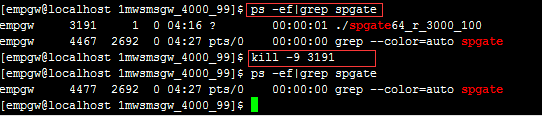 [empgw@localhost 1mwsmsgw_4000_99]$ ps -ef|grep spgate
empgw 3191 1 0 04:16 ? 00:00:01 ./spgate64_r_3000_100
empgw 4467 2692 0 04:27 pts/0 00:00:00 grep --color=auto spgate
[empgw@localhost 1mwsmsgw_4000_99]$ kill -9 3191
[empgw@localhost 1mwsmsgw_4000_99]$ ps -ef|grep spgate
empgw 4477 2692 0 04:27 pts/0 00:00:00 grep --color=auto spgate
[empgw@localhost 1mwsmsgw_4000_99]$